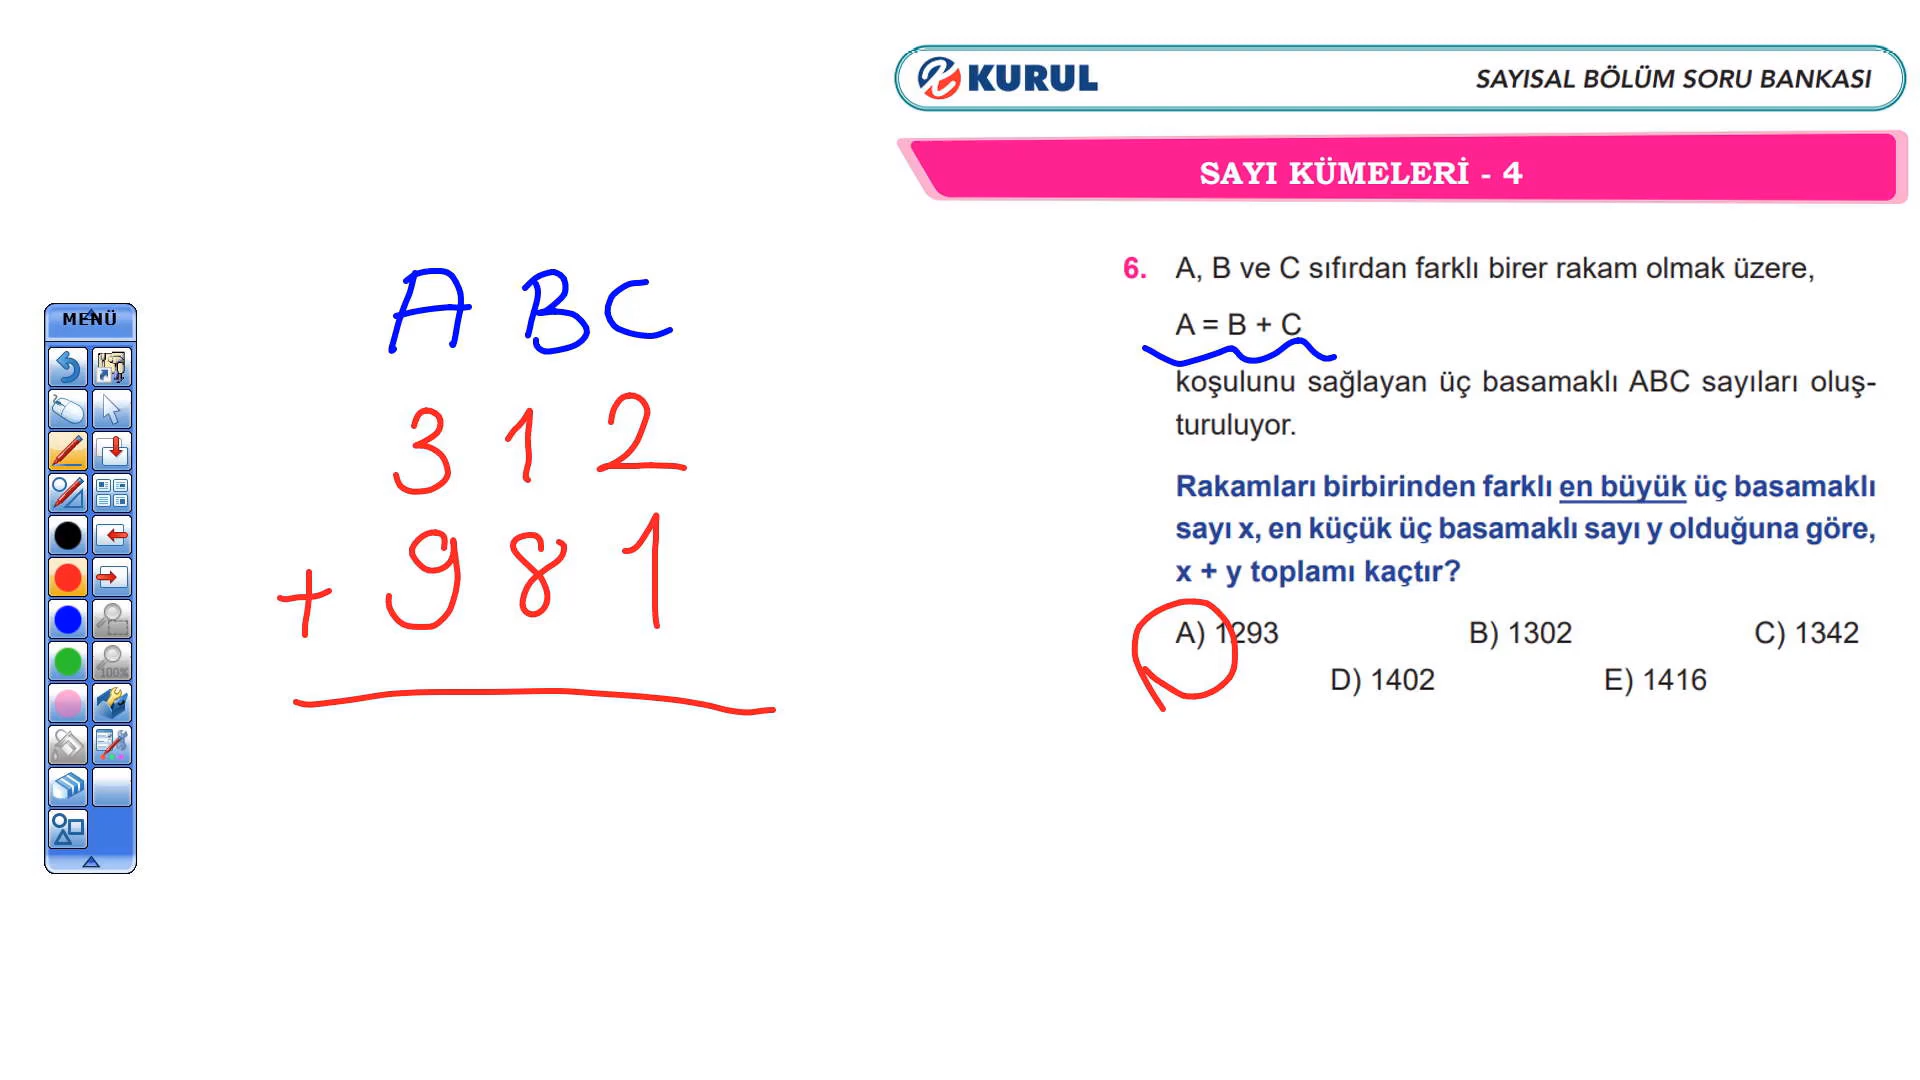 KURUL
SAYISAL BÖLÜM SORU BANKASI
SAYI KÜMELERİ - 4
MENÜ
100%
A B C
3 1 2
+ 9 8 1
6. A, B ve C sıfırdan farklı birer rakam olmak üzere,
A = B + C
koşulunu sağlayan üç basamaklı ABC sayıları oluş-
turuluyor.
Rakamları birbirinden farklı en büyük üç basamaklı
sayı x, en küçük üç basamaklı sayı y olduğuna göre,
x + y toplamı kaçtır?
A) 1293 B) 1302 C) 1342
D) 1402 E) 1416